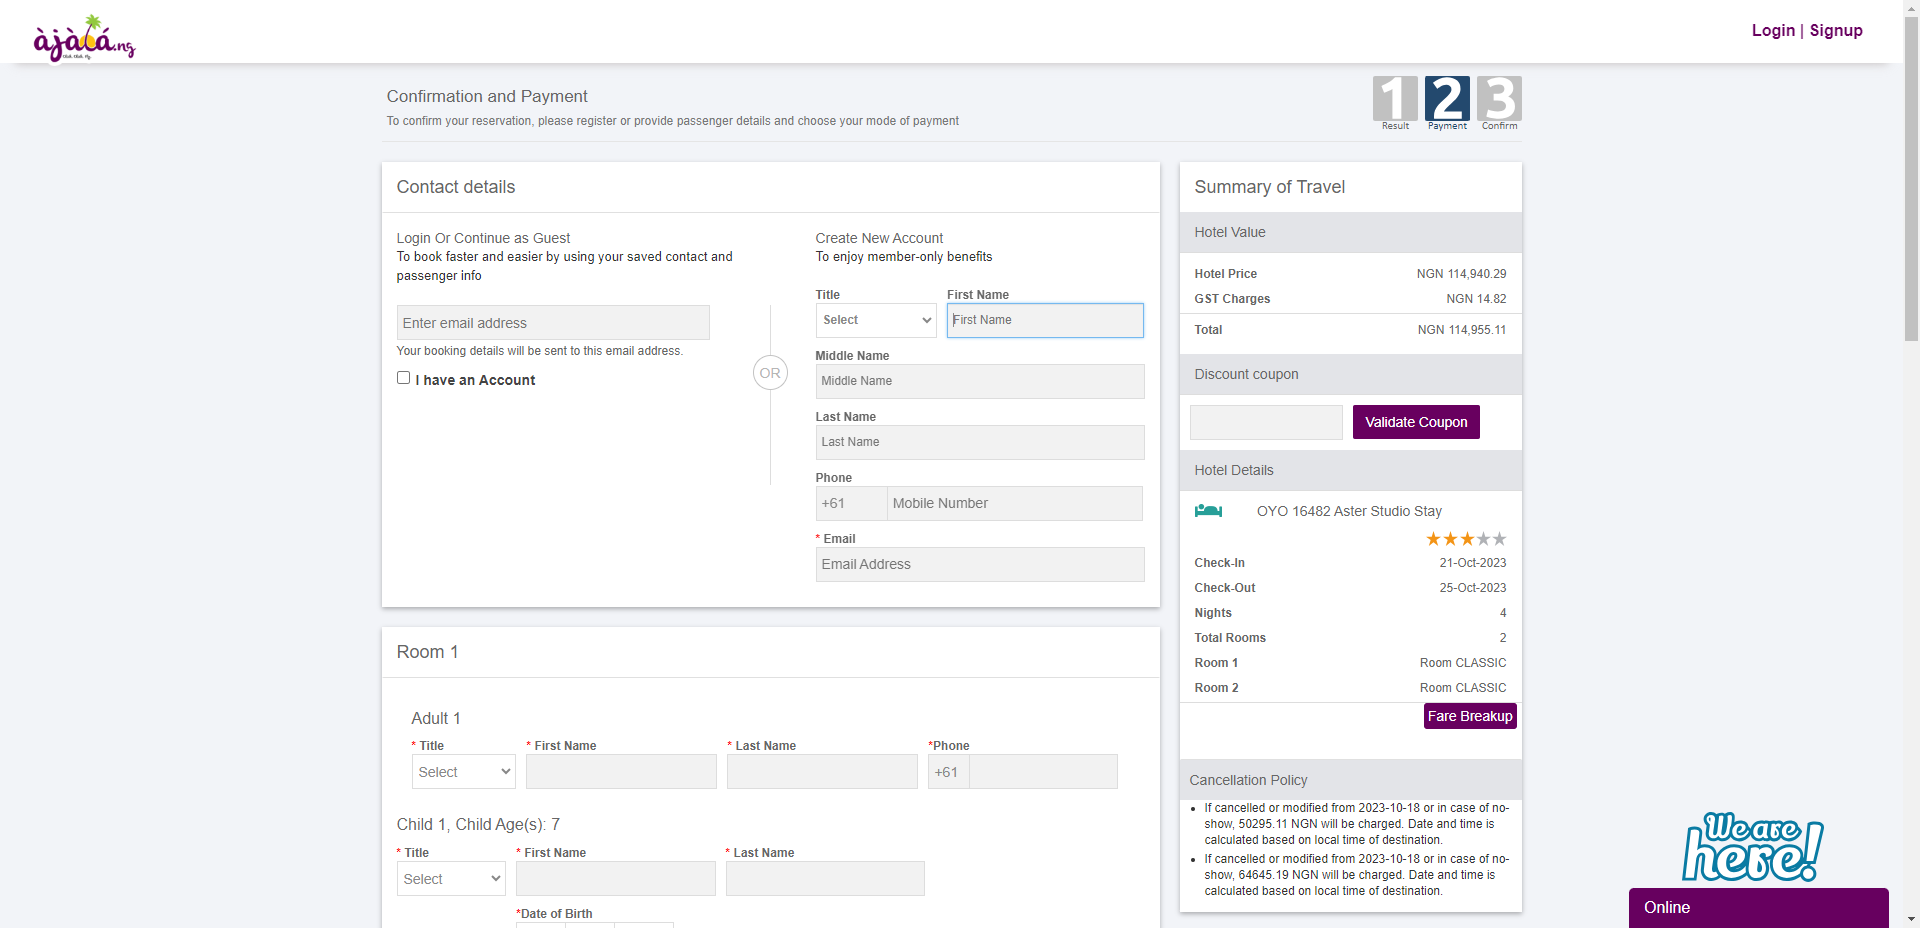 àjàlá.ng
Login | Signup
Confirmation and Payment
To confirm your reservation, please register or provide passenger details and choose your mode of payment
1 2 3
Result Payment Confirm
Contact details
Login Or Continue as Guest
To book faster and easier by using your saved contact and
passenger info
Enter email address
Your booking details will be sent to this email address.
I have an Account
OR
Create New Account
To enjoy member-only benefits
Title First Name
Select First Name
Middle Name
Middle Name
Last Name
Last Name
Phone
+61 Mobile Number
* Email
Email Address
Room 1
Adult 1
* Title * First Name * Last Name *Phone
Select +61
Child 1, Child Age(s): 7
* Title * First Name * Last Name
Select
*Date of Birth
Summary of Travel
Hotel Value
Hotel Price NGN 114,940.29
GST Charges NGN 14.82
Total NGN 114,955.11
Discount coupon
Validate Coupon
Hotel Details
OYO 16482 Aster Studio Stay
Check-In 21-Oct-2023
Check-Out 25-Oct-2023
Nights 4
Total Rooms 2
Room 1 Room CLASSIC
Room 2 Room CLASSIC
Fare Breakup
Cancellation Policy
If cancelled or modified from 2023-10-18 or in case of no-
show, 50295.11 NGN will be charged. Date and time is
calculated based on local time of destination.
If cancelled or modified from 2023-10-18 or in case of no-
show, 64645.19 NGN will be charged. Date and time is
calculated based on local time of destination.
We are
here!
Online